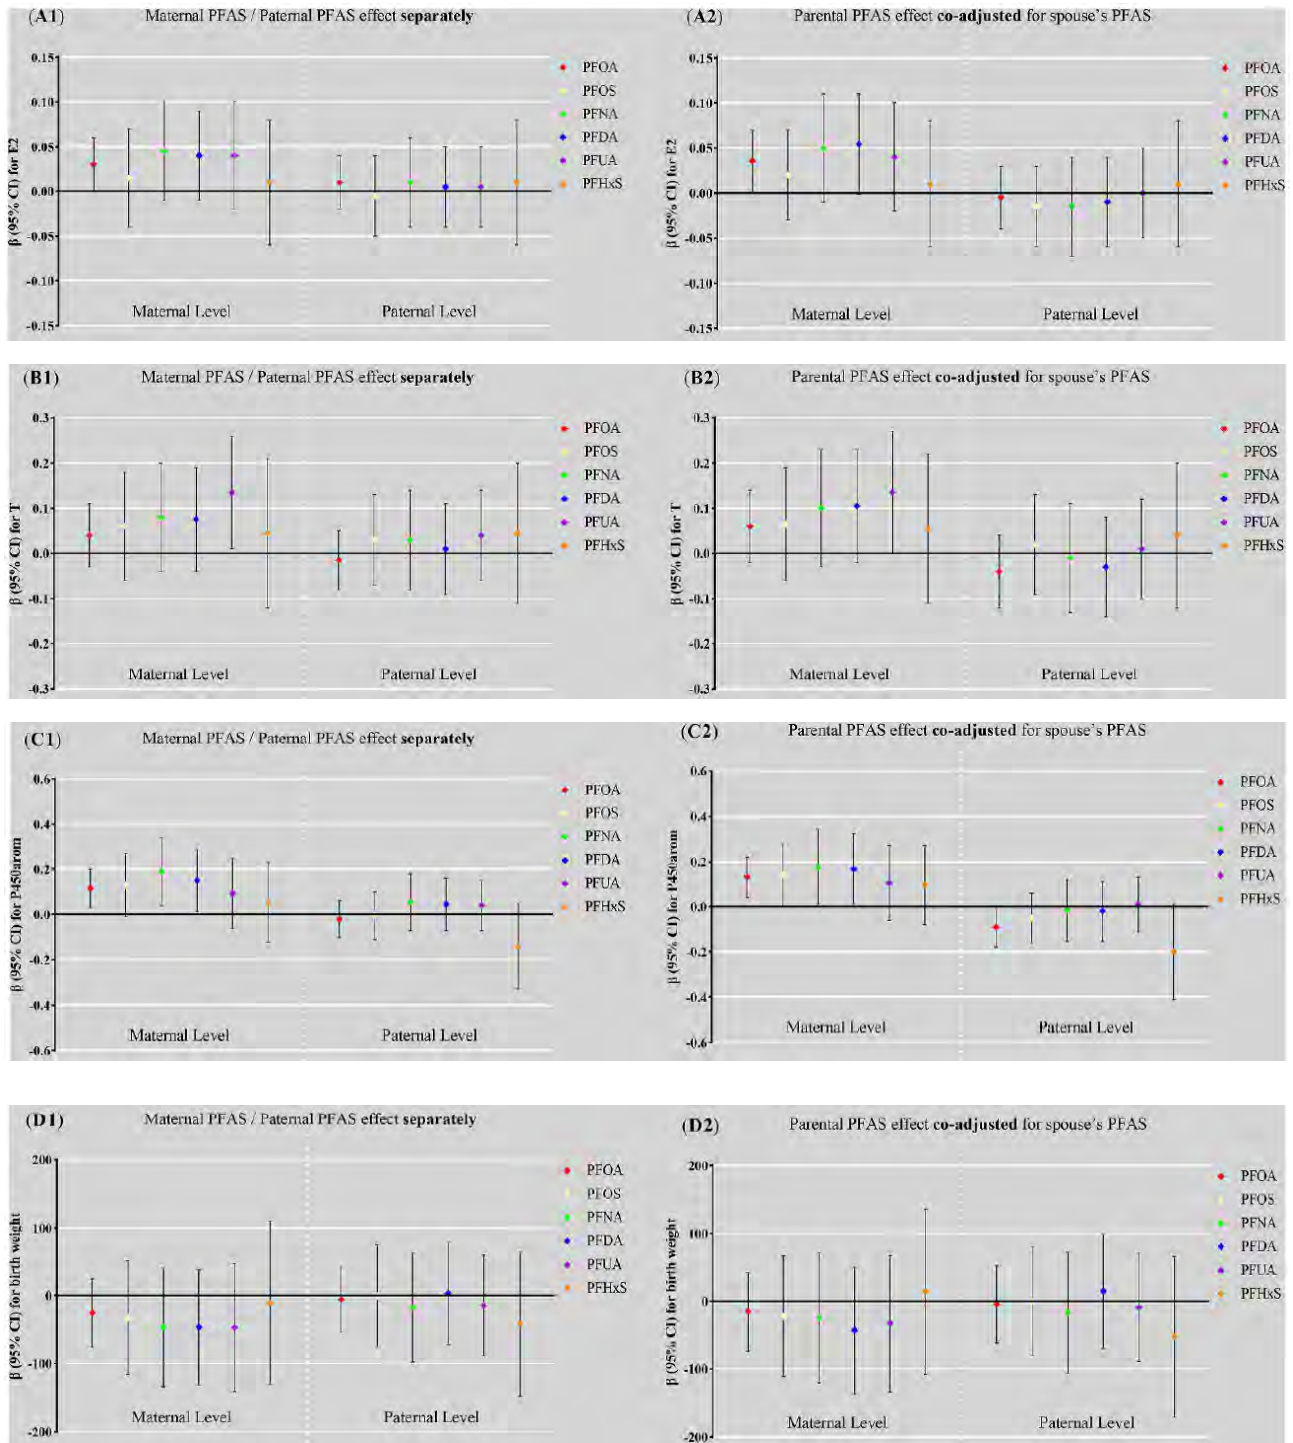 (A1) Maternal PFAS / Paternal PFAS effect separately
β (95% CI) for E2
0.15
0.10
0.05
0.00
-0.05
-0.10
-0.15
Maternal Level
Paternal Level
PFOA
PFOS
PFNA
PFDA
PFUA
PFHxS
(A2) Parental PFAS effect co-adjusted for spouse's PFAS
β (95% CI) for E2
0.15
0.10
0.05
0.00
-0.05
-0.10
-0.15
Maternal Level
Paternal Level
PFOA
PFOS
PFNA
PFDA
PFUA
PFHxS
(B1) Maternal PFAS / Paternal PFAS effect separately
β (95% CI) for T
0.3
0.2
0.1
0.0
-0.1
-0.2
-0.3
Maternal Level
Paternal Level
PFOA
PFOS
PFNA
PFDA
PFUA
PFHxS
(B2) Parental PFAS effect co-adjusted for spouse's PFAS
β (95% CI) for T
0.3
0.2
0.1
0.0
-0.1
-0.2
-0.3
Maternal Level
Paternal Level
PFOA
PFOS
PFNA
PFDA
PFUA
PFHxS
(C1) Maternal PFAS / Paternal PFAS effect separately
β (95% CI) for P450arom
0.6
0.4
0.2
0.0
-0.2
-0.4
-0.6
Maternal Level
Paternal Level
PFOA
PFOS
PFNA
PFDA
PFUA
PFHxS
(C2) Parental PFAS effect co-adjusted for spouse's PFAS
β (95% CI) for P450arom
0.6
0.4
0.2
0.0
-0.2
-0.4
-0.6
Maternal Level
Paternal Level
PFOA
PFOS
PFNA
PFDA
PFUA
PFHxS
(D1) Maternal PFAS / Paternal PFAS effect separately
β (95% CI) for birth weight
200
100
0
-100
-200
Maternal Level
Paternal Level
PFOA
PFOS
PFNA
PFDA
PFUA
PFHxS
(D2) Parental PFAS effect co-adjusted for spouse's PFAS
β (95% CI) for birth weight
200
100
0
-100
-200
Maternal Level
Paternal Level
PFOA
PFOS
PFNA
PFDA
PFUA
PFHxS